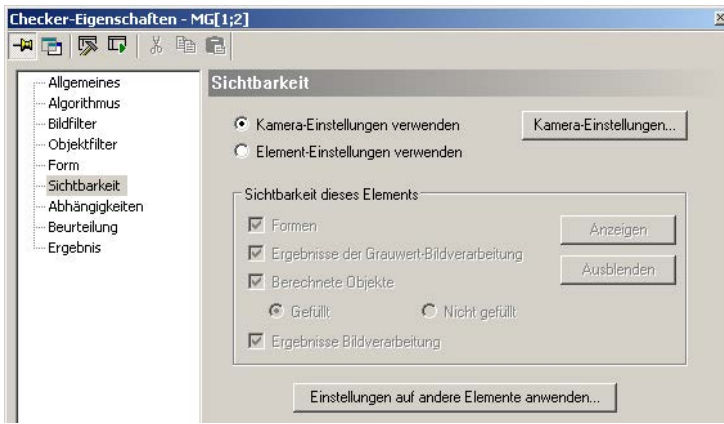 Checker-Eigenschaften - MG[1;2]
Allgemeines
Algorithmus
Bildfilter
Objektfilter
Form
Sichtbarkeit
Abhängigkeiten
Beurteilung
Ergebnis
Sichtbarkeit
Kamera-Einstellungen verwenden
Kamera-Einstellungen...
Element-Einstellungen verwenden
Sichtbarkeit dieses Elements
Formen
Anzeigen
Ergebnisse der Grauwert-Bildverarbeitung
Ausblenden
Berechnete Objekte
Gefüllt
Nicht gefüllt
Ergebnisse Bildverarbeitung
Einstellungen auf andere Elemente anwenden...